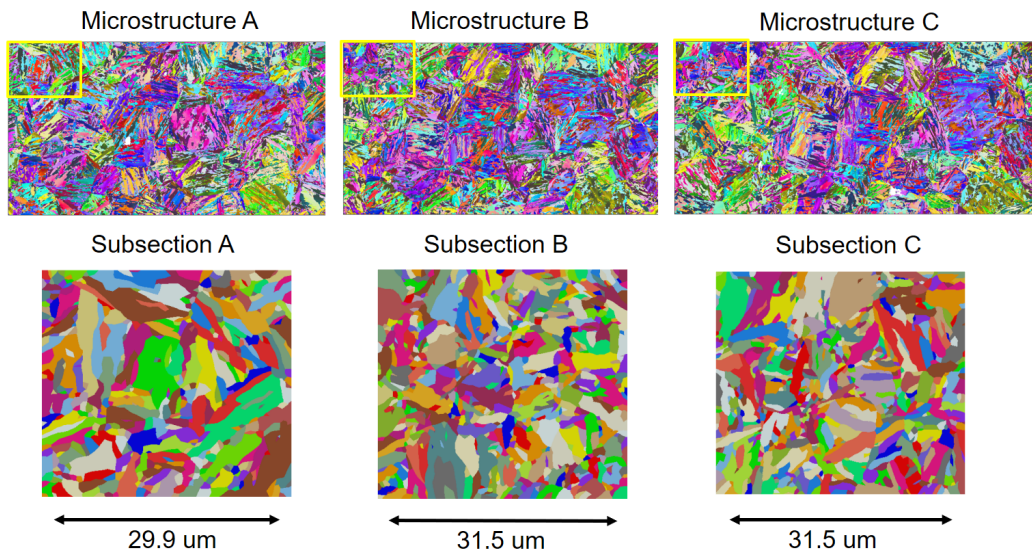 Microstructure A
Microstructure B
Microstructure C
Subsection A
Subsection B
Subsection C
29.9 um
31.5 um
31.5 um